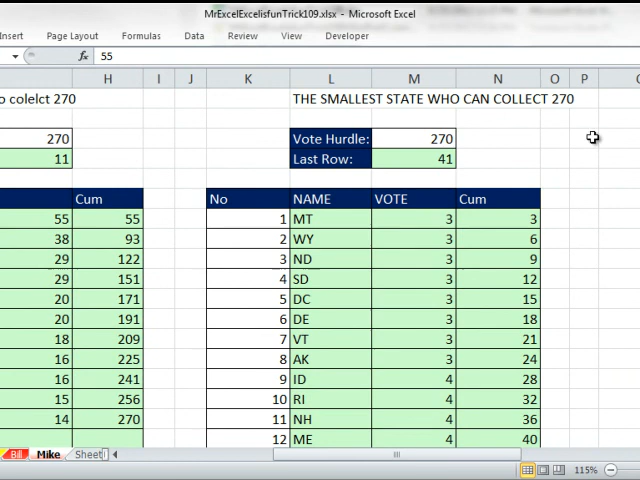 MrExcelExcelisfunTrick109.xlsx - Microsoft Excel
Insert Page Layout Formulas Data Review View Developer
fx 55
H I J K L M N O P
o colelct 270 THE SMALLEST STATE WHO CAN COLLECT 270
270 Vote Hurdle: 270
11 Last Row: 41
Cum No NAME VOTE Cum
55 55 1 MT 3 3
38 93 2 WY 3 6
29 122 3 ND 3 9
29 151 4 SD 3 12
20 171 5 DC 3 15
20 191 6 DE 3 18
18 209 7 VT 3 21
16 225 8 AK 3 24
16 241 9 ID 4 28
15 256 10 RI 4 32
14 270 11 NH 4 36
12 ME 4 40
Bill Mike Sheet
115%